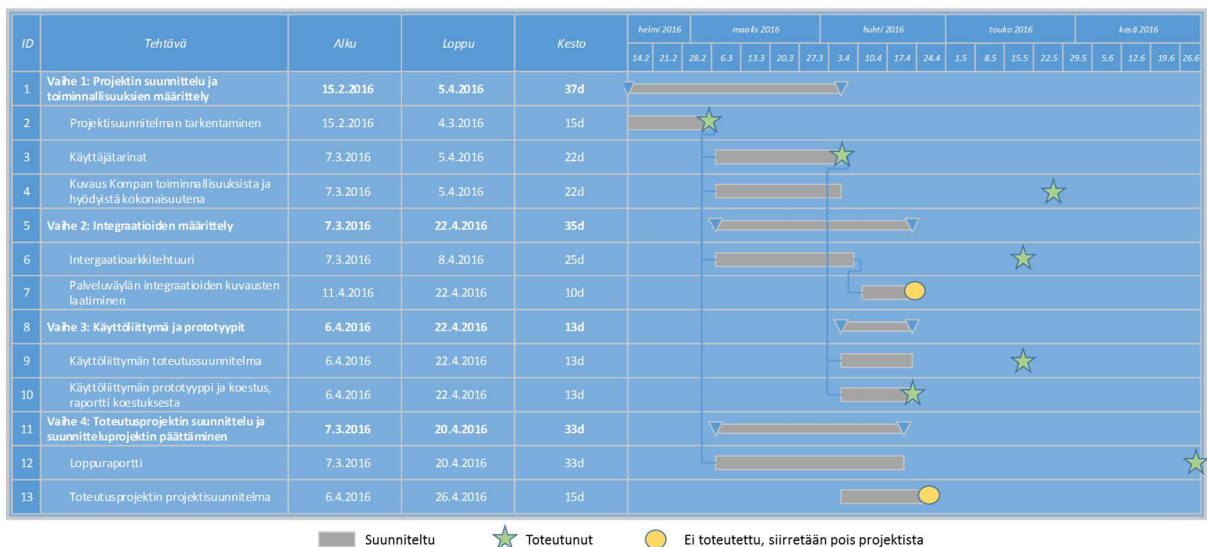 ID Tehtävä Alku Loppu Kesto helmi 2016 maalis 2016 huhti 2016 touko 2016 kesä 2016
14.2 21.2 28.2 6.3 13.3 20.3 27.3 3.4 10.4 17.4 24.4 1.5 8.5 15.5 22.5 29.5 5.6 12.6 19.6 26.6
1 Vaihe 1: Projektin suunnittelu ja
toiminnallisuuksien määrittely 15.2.2016 5.4.2016 37d
2 Projektisuunnitelman tarkentaminen 15.2.2016 4.3.2016 15d
3 Käyttäjätarinat 7.3.2016 5.4.2016 22d
4 Kuvaus Kompan toiminnallisuuksista ja
hyödyistä kokonaisuutena 7.3.2016 5.4.2016 22d
5 Vaihe 2: Integraatioiden määrittely 7.3.2016 22.4.2016 35d
6 Intergaatioarkkitehtuuri 7.3.2016 8.4.2016 25d
7 Palveluväylän integraatioiden kuvausten
laatiminen 11.4.2016 22.4.2016 10d
8 Vaihe 3: Käyttöliittymä ja prototyypit 6.4.2016 22.4.2016 13d
9 Käyttöliittymän toteutussuunnitelma 6.4.2016 22.4.2016 13d
10 Käyttöliittymän prototyyppi ja koestus,
raportti koestuksesta 6.4.2016 22.4.2016 13d
11 Vaihe 4: Toteutusprojektin suunnittelu ja
suunnitteluprojektin päättäminen 7.3.2016 20.4.2016 33d
12 Loppuraportti 7.3.2016 20.4.2016 33d
13 Toteutusprojektin projektisuunnitelma 6.4.2016 26.4.2016 15d
Suunniteltu Toteutunut Ei toteutettu, siirretään pois projektista